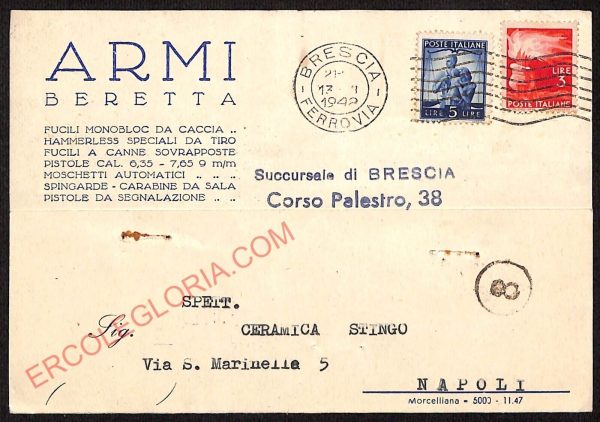 ARMI
BERETTA
FUCILI MONOBLOC DA CACCIA ..
HAMMERLESS SPECIALI DA TIRO
FUCILI A CANNE SOVRAPPOSTE
PISTOLE CAL. 6,35 - 7,65 9 m/m
MOSCHETTI AUTOMATICI .. .. ..
SPINGARDE - CARABINE DA SALA
PISTOLE DA SEGNALAZIONE .. ..
- BRESCIA -
FERROVIA
POSTE ITALIANE
LIRE 5 LIRE
LIRE
3
POSTE ITALIANE
Succursale di BRESCIA
Corso Palestro, 38
ERCOLEGLORIA.COM
8
SPETT.
Sig.
CERAMICA STINGO
Via S. Marinella 5
NAPOLI
Morcelliana - 5000 - 11.47